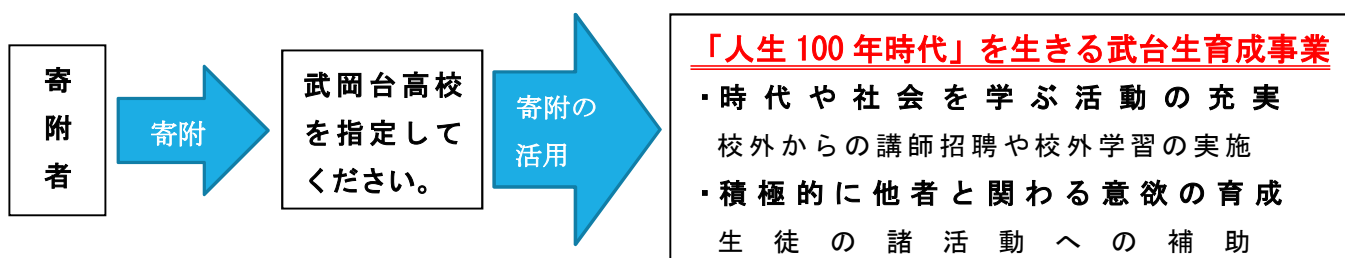 寄附者
寄附
武岡台高校
を指定して
ください。
寄附の
活用
「人生100年時代」を生きる武台生育成事業
・時代や社会を学ぶ活動の充実
校外からの講師招聘や校外学習の実施
・積極的に他者と関わる意欲の育成
生徒の諸活動への補助